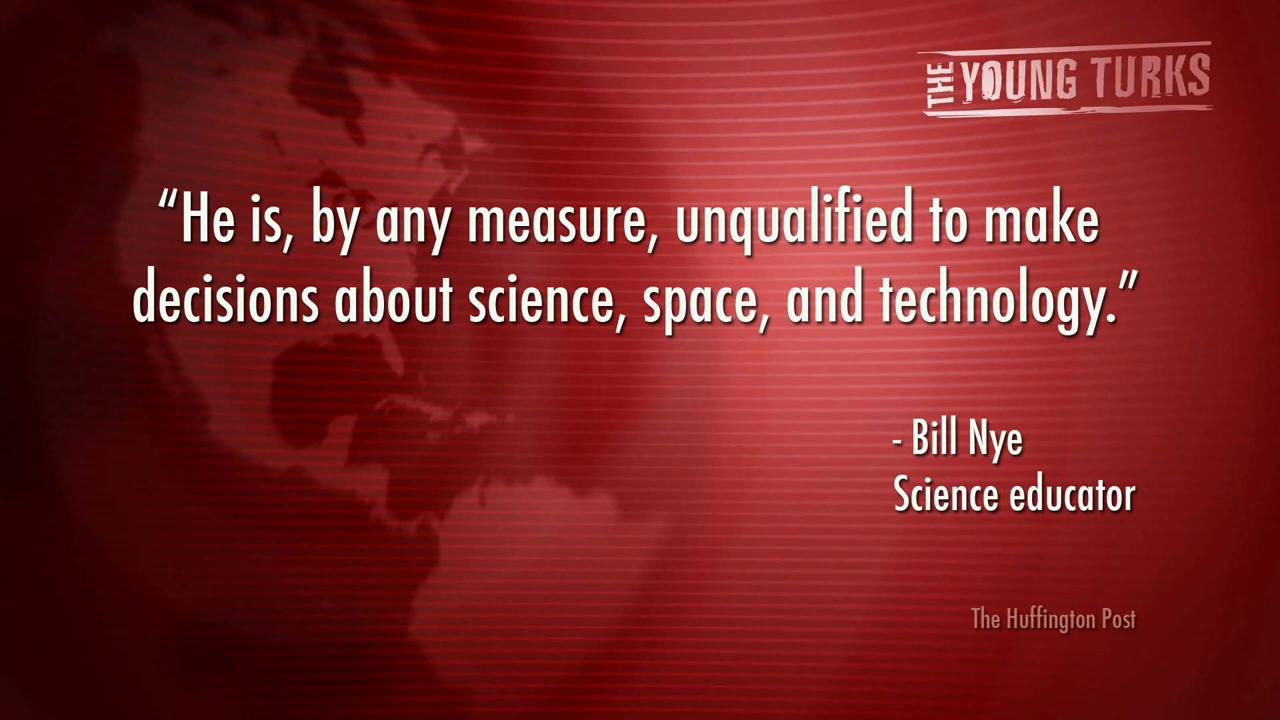 THE YOUNG TURKS
“He is, by any measure, unqualified to make
decisions about science, space, and technology.”
- Bill Nye
Science educator
The Huffington Post